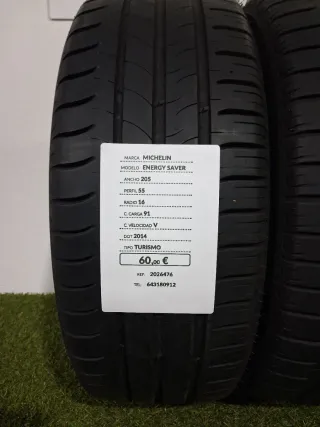 MARCA: MICHELIN
MODELO: ENERGY SAVER
ANCHO: 205
PERFIL: 55
RADIO: 16
C. CARGA: 91
C. VELOCIDAD: V
DOT: 2014
TIPO: TURISMO
60,00 €
REF: 2026476
TEL: 643180912